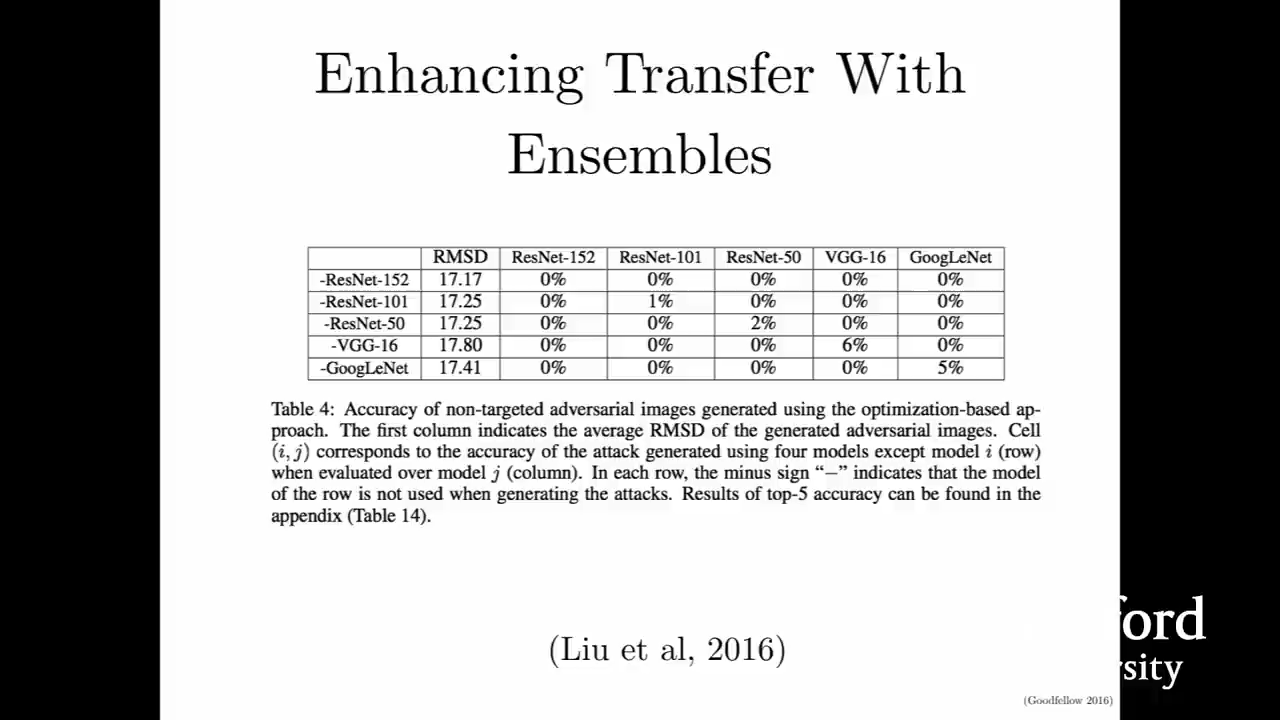 Enhancing Transfer With
Ensembles
RMSD ResNet-152 ResNet-101 ResNet-50 VGG-16 GoogLeNet
-ResNet-152 17.17 0% 0% 0% 0% 0%
-ResNet-101 17.25 0% 1% 0% 0% 0%
-ResNet-50 17.25 0% 0% 2% 0% 0%
-VGG-16 17.80 0% 0% 0% 6% 0%
-GoogLeNet 17.41 0% 0% 0% 0% 5%
Table 4: Accuracy of non-targeted adversarial images generated using the optimization-based ap-
proach. The first column indicates the average RMSD of the generated adversarial images. Cell
(i, j) corresponds to the accuracy of the attack generated using four models except model i (row)
when evaluated over model j (column). In each row, the minus sign “−” indicates that the model
of the row is not used when generating the attacks. Results of top-5 accuracy can be found in the
appendix (Table 14).
(Liu et al, 2016)
(Goodfellow 2016)